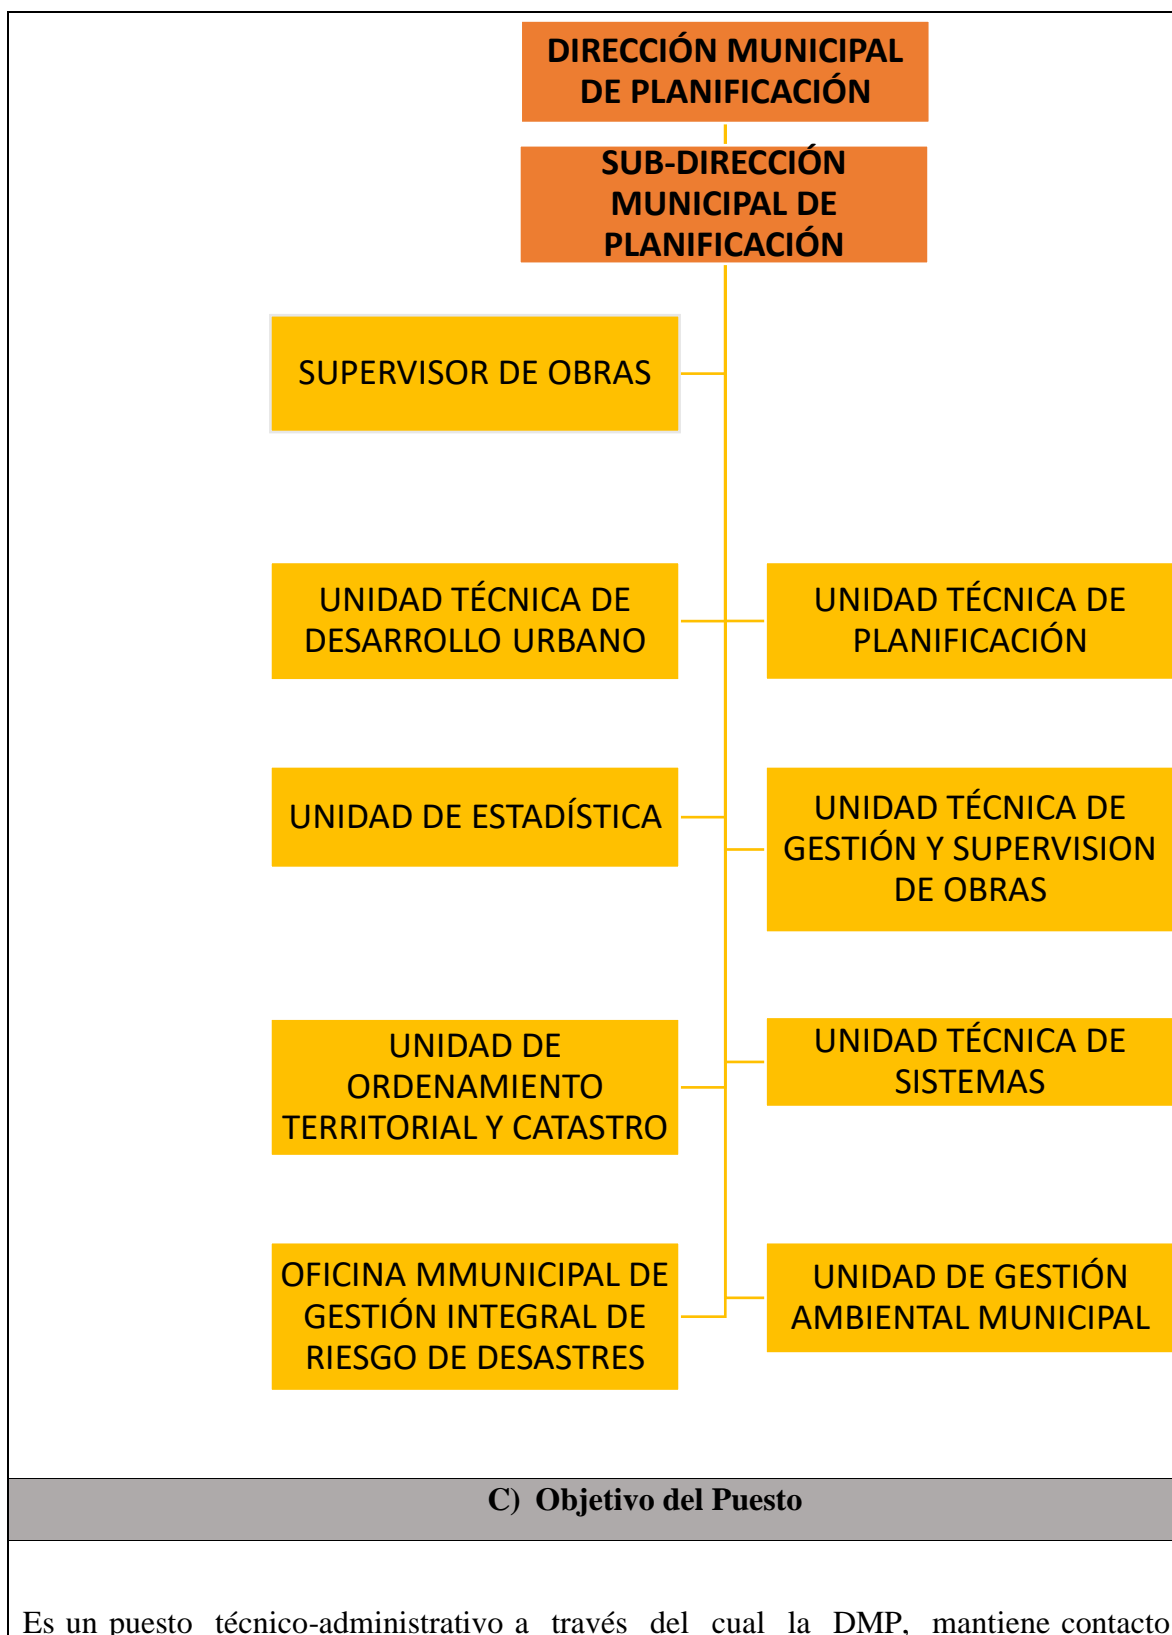 DIRECCIÓN MUNICIPAL
DE PLANIFICACIÓN
SUB-DIRECCIÓN
MUNICIPAL DE
PLANIFICACIÓN
SUPERVISOR DE OBRAS
UNIDAD TÉCNICA DE
DESARROLLO URBANO
UNIDAD TÉCNICA DE
PLANIFICACIÓN
UNIDAD DE ESTADÍSTICA
UNIDAD TÉCNICA DE
GESTIÓN Y SUPERVISION
DE OBRAS
UNIDAD DE
ORDENAMIENTO
TERRITORIAL Y CATASTRO
UNIDAD TÉCNICA DE
SISTEMAS
OFICINA MMUNICIPAL DE
GESTIÓN INTEGRAL DE
RIESGO DE DESASTRES
UNIDAD DE GESTIÓN
AMBIENTAL MUNICIPAL
C) Objetivo del Puesto
Es un puesto técnico-administrativo a través del cual la DMP, mantiene contacto